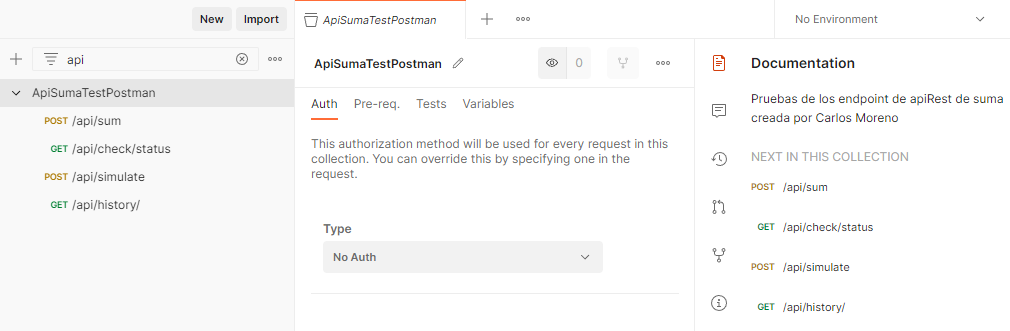 New Import
api
ApiSumaTestPostman
POST /api/sum
GET /api/check/status
POST /api/simulate
GET /api/history/
ApiSumaTestPostman
No Environment
ApiSumaTestPostman
0
Auth Pre-req. Tests Variables
This authorization method will be used for every request in this
collection. You can override this by specifying one in the
request.
Type
No Auth
Documentation
Pruebas de los endpoint de apiRest de suma
creada por Carlos Moreno
NEXT IN THIS COLLECTION
POST /api/sum
GET /api/check/status
POST /api/simulate
GET /api/history/